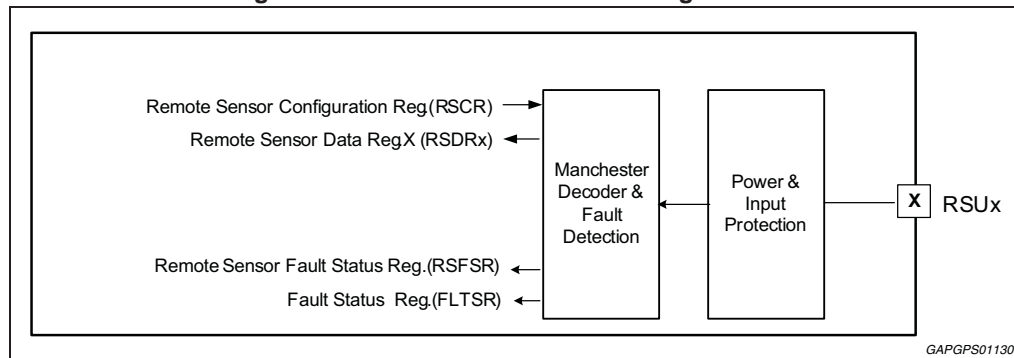 Remote Sensor Configuration Reg.(RSCR)
Remote Sensor Data Reg.X (RSDRx)
Manchester
Decoder &
Fault
Detection
Power &
Input
Protection
X RSUx
Remote Sensor Fault Status Reg.(RSFSR)
Fault Status Reg.(FLTSR)
GAPGPS01130